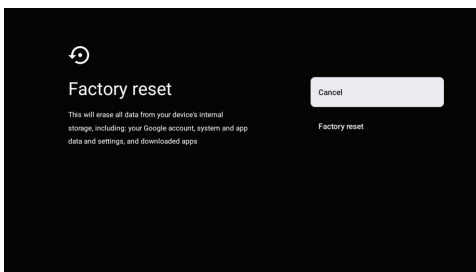 Factory reset
This will erase all data from your device's internal
storage, including: your Google account, system and app
data and settings, and downloaded apps
Cancel
Factory reset